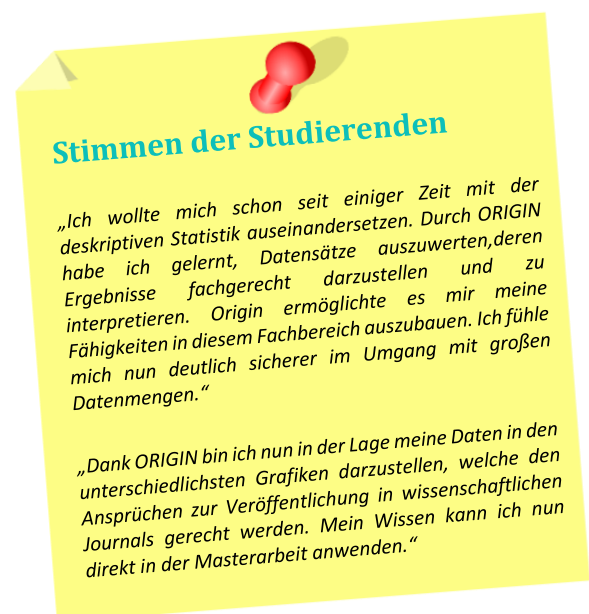 Stimmen der Studierenden
„Ich wollte mich schon seit einiger Zeit mit der
deskriptiven Statistik auseinandersetzen. Durch ORIGIN
habe ich gelernt, Datensätze auszuwerten,deren
Ergebnisse fachgerecht darzustellen und zu
interpretieren. Origin ermöglichte es mir meine
Fähigkeiten in diesem Fachbereich auszubauen. Ich fühle
mich nun deutlich sicherer im Umgang mit großen
Datenmengen.“
„Dank ORIGIN bin ich nun in der Lage meine Daten in den
unterschiedlichsten Grafiken darzustellen, welche den
Ansprüchen zur Veröffentlichung in wissenschaftlichen
Journals gerecht werden. Mein Wissen kann ich nun
direkt in der Masterarbeit anwenden.“